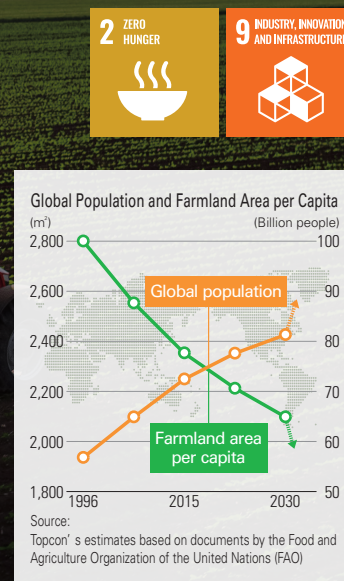 2 ZERO
HUNGER
9 INDUSTRY, INNOVATION
AND INFRASTRUCTURE
Global Population and Farmland Area per Capita
(m²) (Billion people)
2,800 100
2,600 Global population 90
2,400 80
2,200 70
2,000 Farmland area 60
per capita
1,800 50
1996 2015 2030
Source:
Topcon' s estimates based on documents by the Food and
Agriculture Organization of the United Nations (FAO)